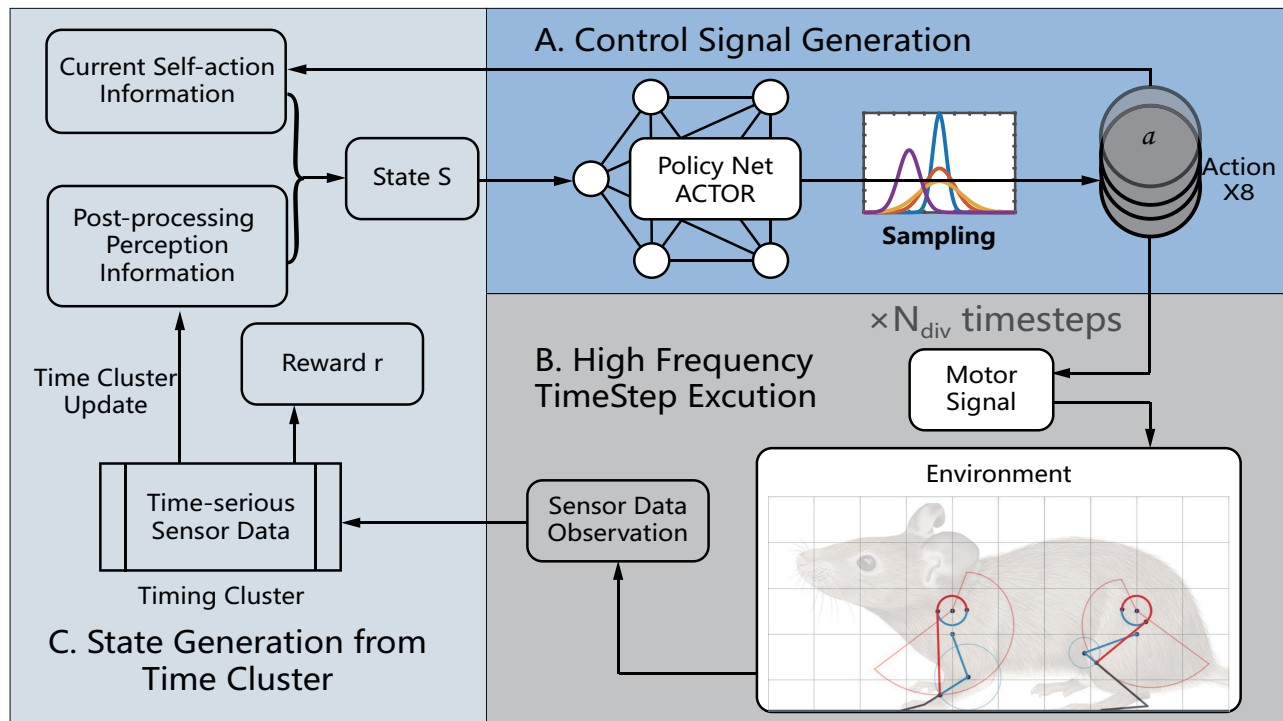 A. Control Signal Generation
Current Self-action
Information
State S
Post-processing
Perception
Information
Policy Net
ACTOR
Sampling
a
Action
X8
×N_div timesteps
B. High Frequency
TimeStep Excution
Motor
Signal
Environment
Sensor Data
Observation
Reward r
Time Cluster
Update
Time-serious
Sensor Data
Timing Cluster
C. State Generation from
Time Cluster